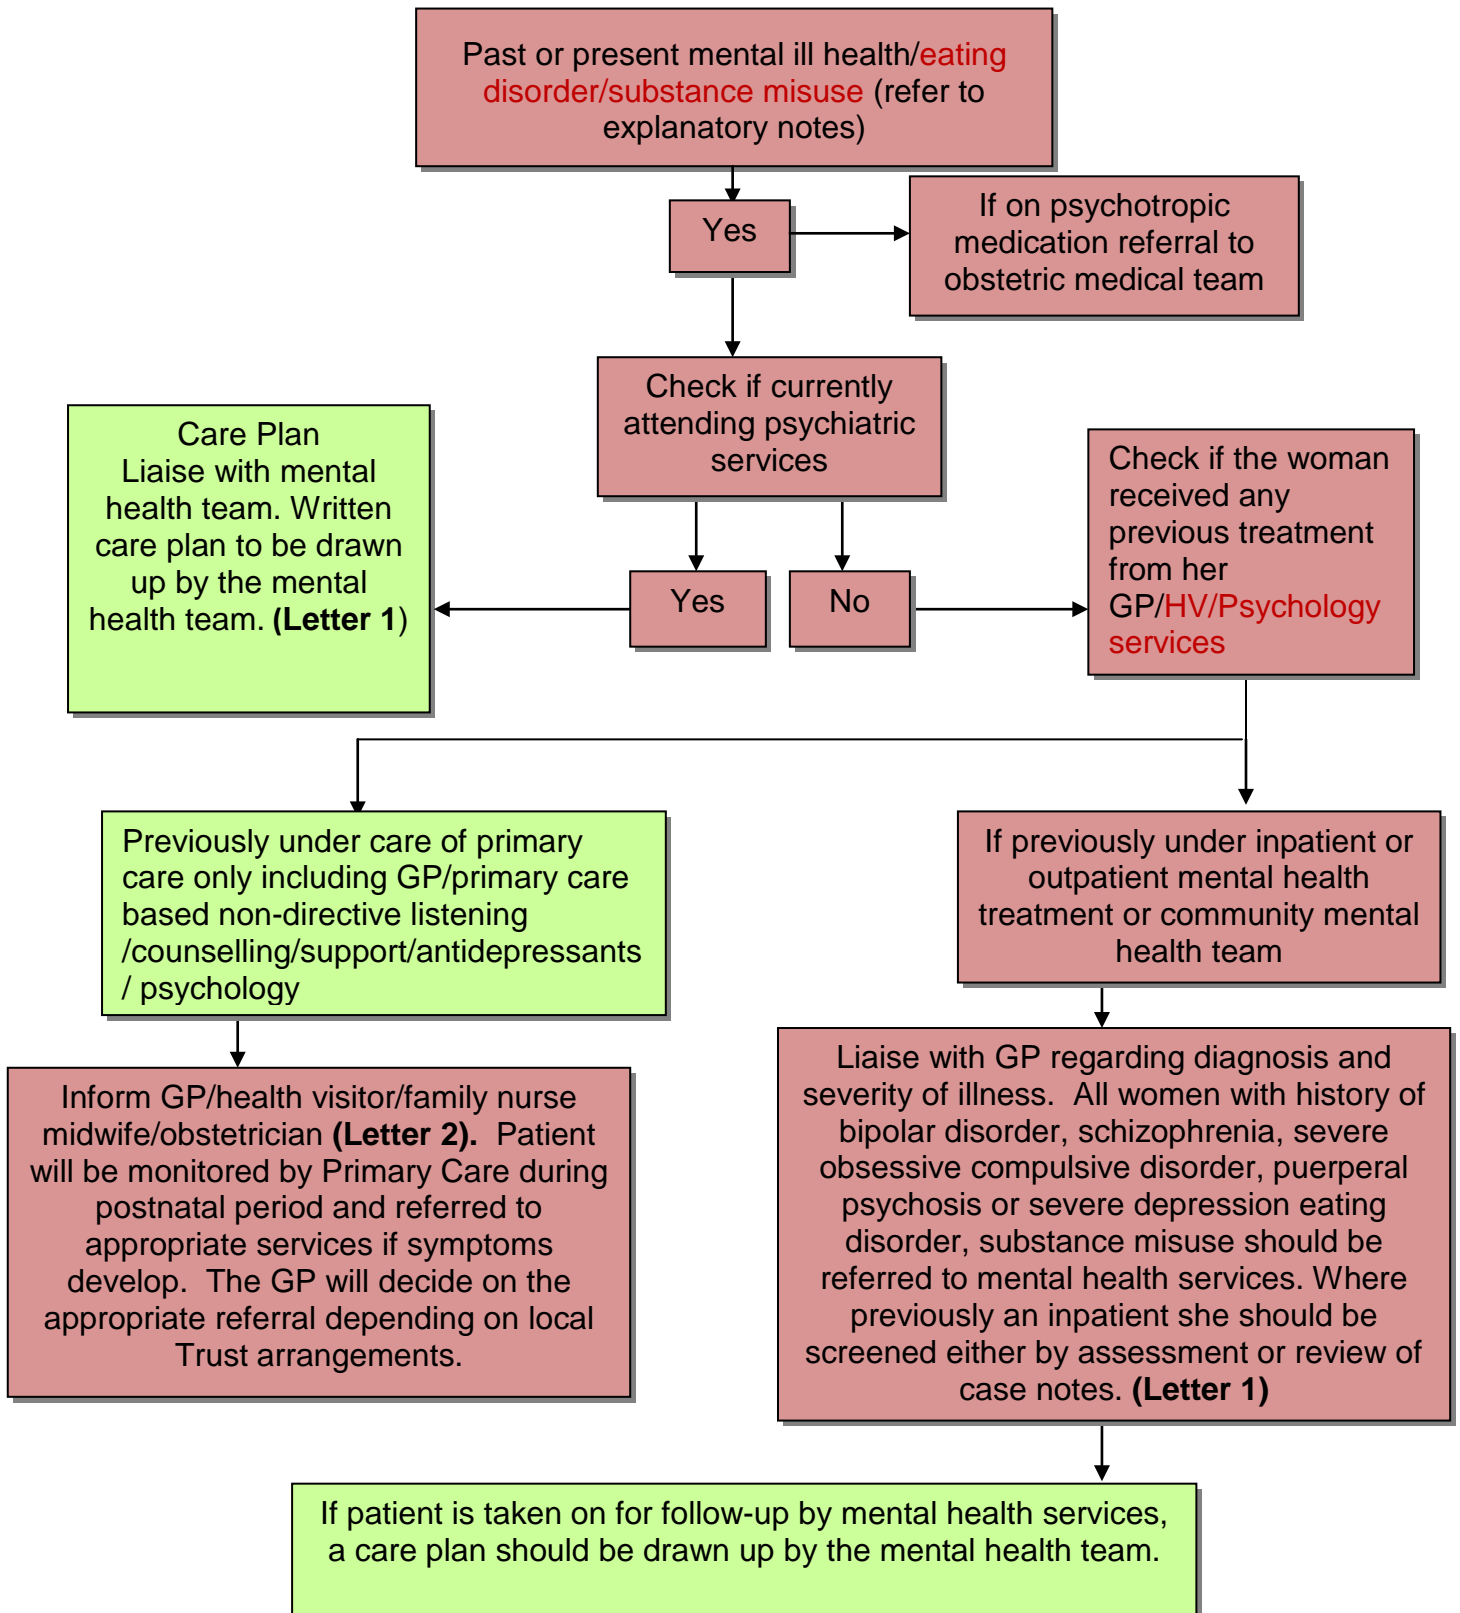 Past or present mental ill health/eating
disorder/substance misuse (refer to
explanatory notes)
Yes
If on psychotropic
medication referral to
obstetric medical team
Check if currently
attending psychiatric
services
Care Plan
Liaise with mental
health team. Written
care plan to be drawn
up by the mental
health team. (Letter 1)
Yes
No
Check if the woman
received any
previous treatment
from her
GP/HV/Psychology
services
Previously under care of primary
care only including GP/primary care
based non-directive listening
/counselling/support/antidepressants
/ psychology
If previously under inpatient or
outpatient mental health
treatment or community mental
health team
Inform GP/health visitor/family nurse
midwife/obstetrician (Letter 2).  Patient
will be monitored by Primary Care during
postnatal period and referred to
appropriate services if symptoms
develop.  The GP will decide on the
appropriate referral depending on local
Trust arrangements.
Liaise with GP regarding diagnosis and
severity of illness.  All women with history of
bipolar disorder, schizophrenia, severe
obsessive compulsive disorder, puerperal
psychosis or severe depression eating
disorder, substance misuse should be
referred to mental health services. Where
previously an inpatient she should be
screened either by assessment or review of
case notes. (Letter 1)
If patient is taken on for follow-up by mental health services,
a care plan should be drawn up by the mental health team.